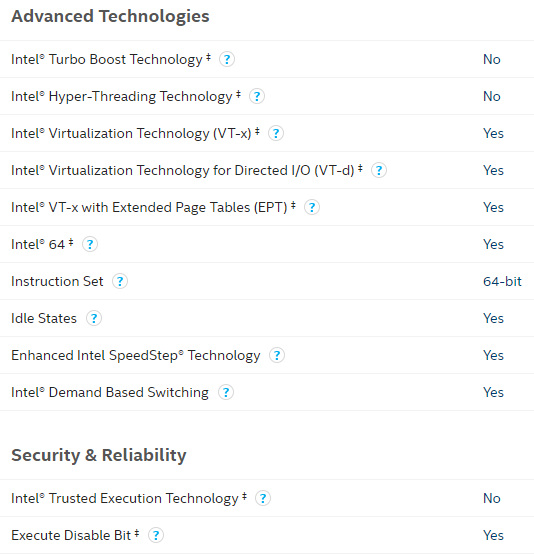 Advanced Technologies
Intel® Turbo Boost Technology ‡ ? No
Intel® Hyper-Threading Technology ‡ ? No
Intel® Virtualization Technology (VT-x) ‡ ? Yes
Intel® Virtualization Technology for Directed I/O (VT-d) ‡ ? Yes
Intel® VT-x with Extended Page Tables (EPT) ‡ ? Yes
Intel® 64 ‡ ? Yes
Instruction Set ? 64-bit
Idle States ? Yes
Enhanced Intel SpeedStep® Technology ? Yes
Intel® Demand Based Switching ? Yes
Security & Reliability
Intel® Trusted Execution Technology ‡ ? No
Execute Disable Bit ‡ ? Yes